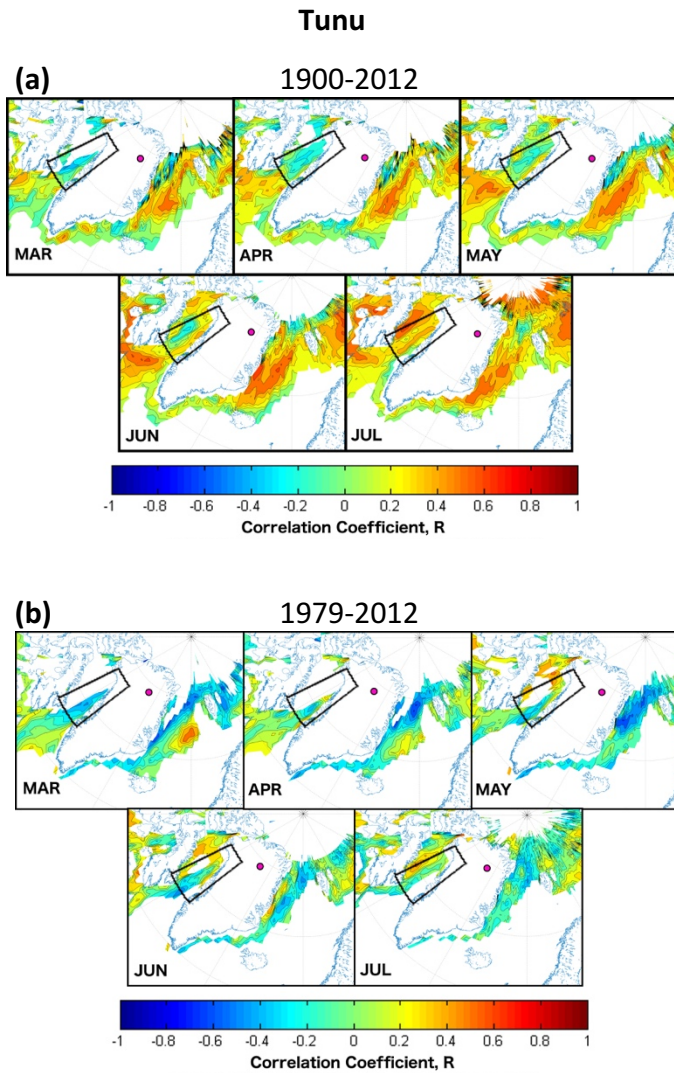 Tunu
(a) 1900-2012
MAR APR MAY
JUN JUL
-1 -0.8 -0.6 -0.4 -0.2 0 0.2 0.4 0.6 0.8 1
Correlation Coefficient, R
(b) 1979-2012
MAR APR MAY
JUN JUL
-1 -0.8 -0.6 -0.4 -0.2 0 0.2 0.4 0.6 0.8 1
Correlation Coefficient, R